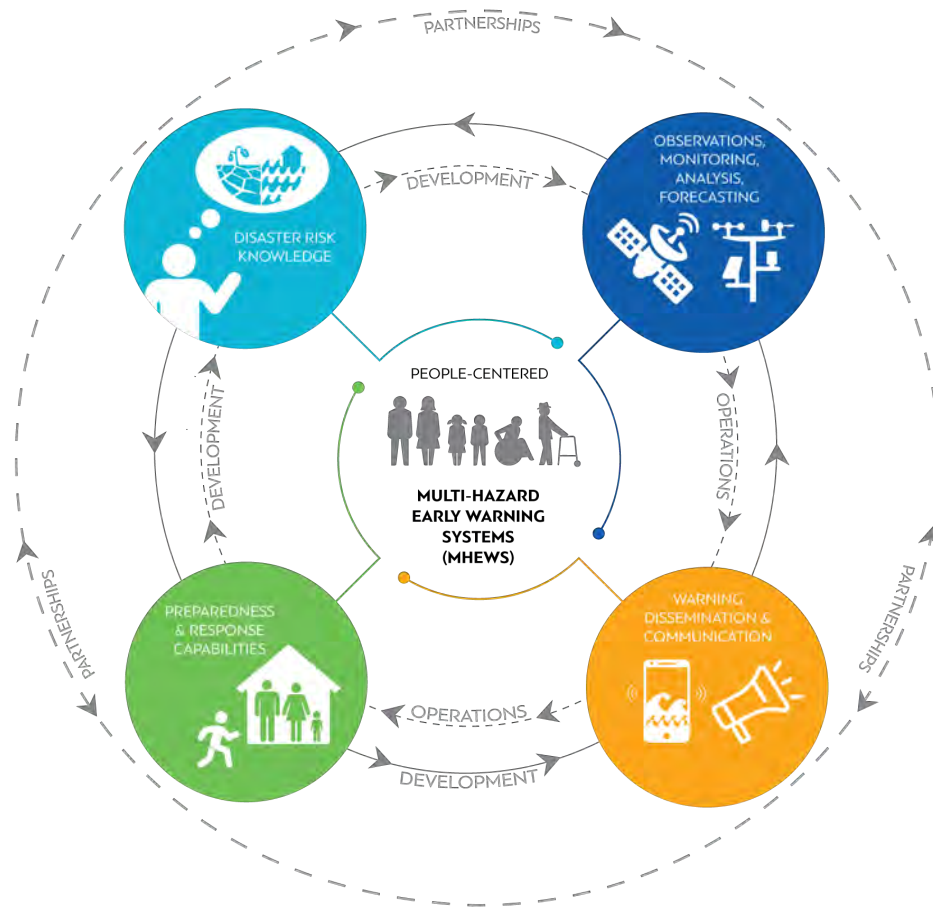 PARTNERSHIPS
OBSERVATIONS,
MONITORING,
ANALYSIS,
FORECASTING
DEVELOPMENT
DISASTER RISK
KNOWLEDGE
PEOPLE-CENTERED
DEVELOPMENT
OPERATIONS
MULTI-HAZARD
EARLY WARNING
SYSTEMS
(MHEWS)
PARTNERSHIPS
PARTNERSHIPS
PREPAREDNESS
& RESPONSE
CAPABILITIES
WARNING
DISSEMINATION &
COMMUNICATION
OPERATIONS
DEVELOPMENT